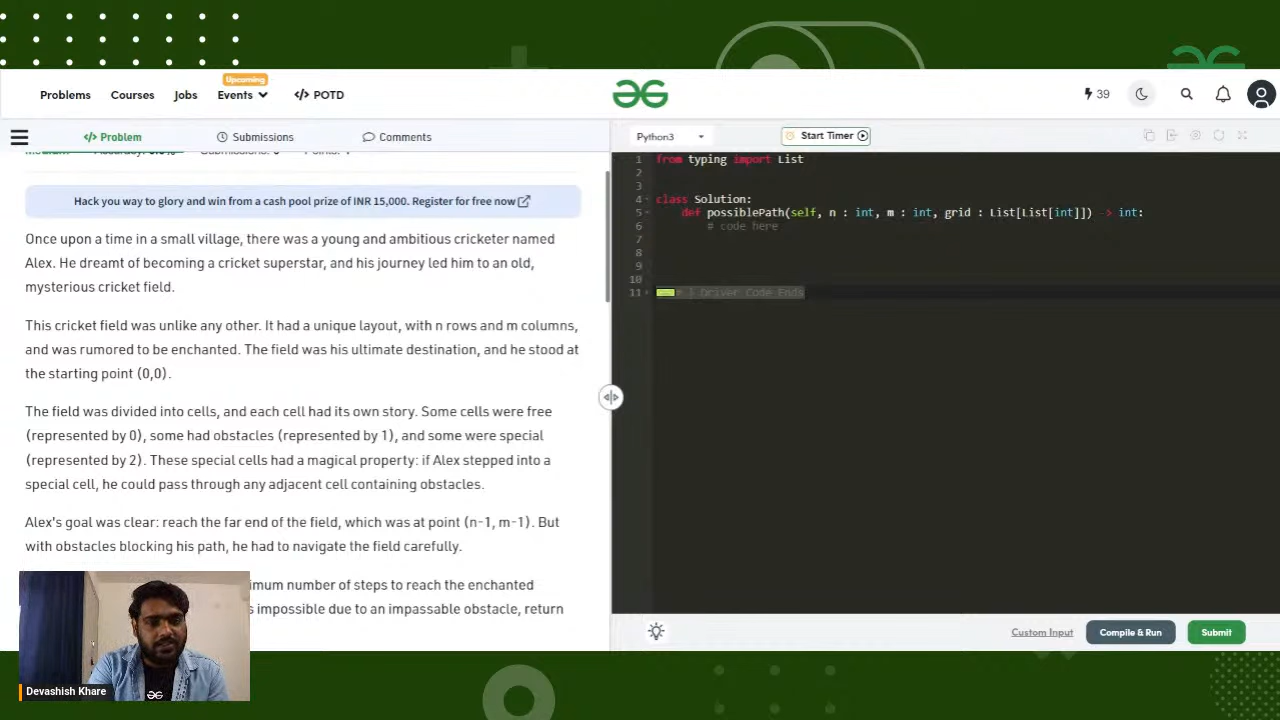 Upcoming
Problems Courses Jobs Events </> POTD
39
</> Problem Submissions Comments
Python3
Start Timer
Hack you way to glory and win from a cash pool prize of INR 15,000. Register for free now
Once upon a time in a small village, there was a young and ambitious cricketer named
Alex. He dreamt of becoming a cricket superstar, and his journey led him to an old,
mysterious cricket field.
This cricket field was unlike any other. It had a unique layout, with n rows and m columns,
and was rumored to be enchanted. The field was his ultimate destination, and he stood at
the starting point (0,0).
The field was divided into cells, and each cell had its own story. Some cells were free
(represented by 0), some had obstacles (represented by 1), and some were special
(represented by 2). These special cells had a magical property: if Alex stepped into a
special cell, he could pass through any adjacent cell containing obstacles.
Alex's goal was clear: reach the far end of the field, which was at point (n-1, m-1). But
with obstacles blocking his path, he had to navigate the field carefully.
number of steps to reach the enchanted
impossible due to an impassable obstacle, return
1 from typing import List
2
3
4 class Solution:
5 def possiblePath(self, n : int, m : int, grid : List[List[int]]) -> int:
6 # code here
7
8
9
10
11 } Driver Code Ends
Custom Input Compile & Run Submit
Devashish Khare